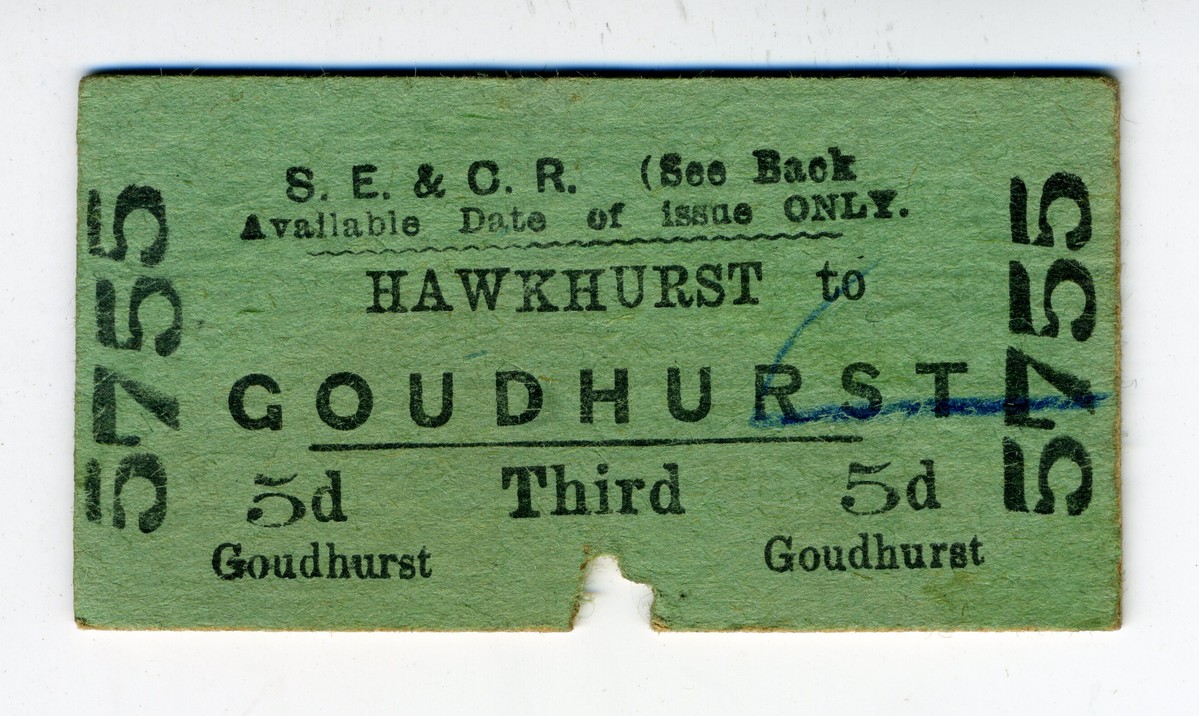 5755
S. E. & C. R. (See Back
Available Date of issue ONLY.
HAWKHURST to
GOUDHURST
5d Third 5d
Goudhurst Goudhurst
5755